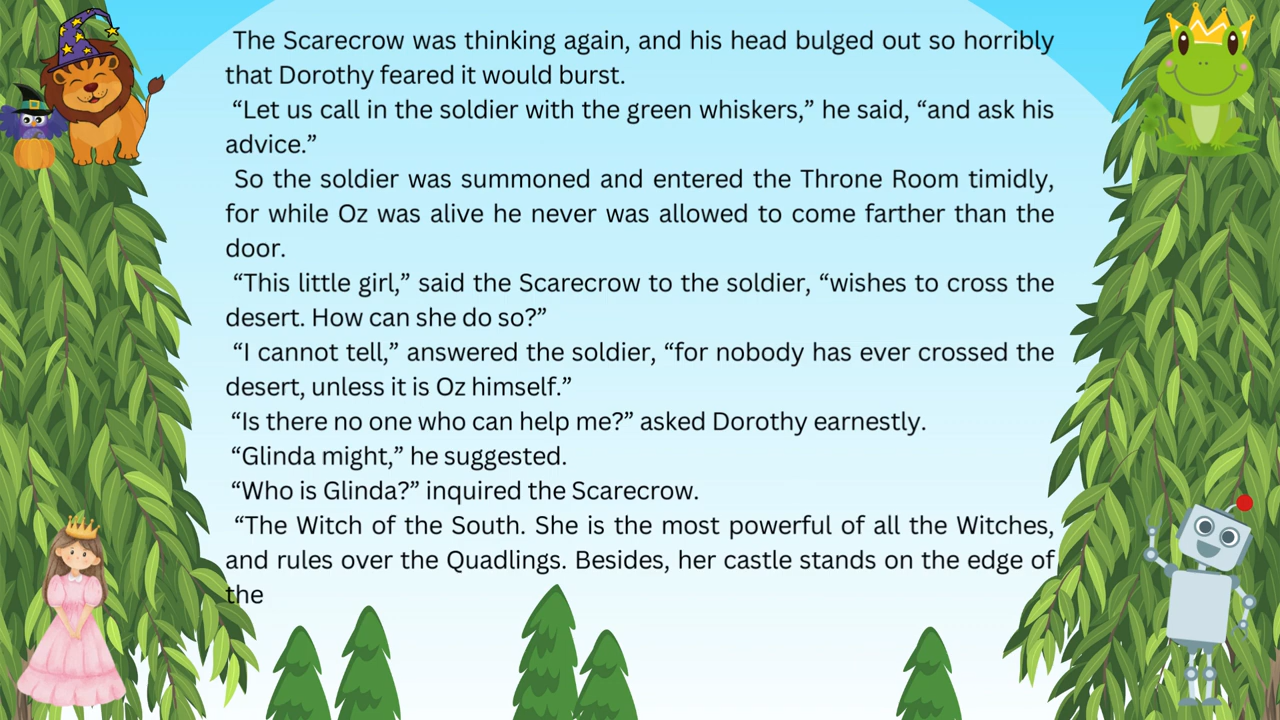 The Scarecrow was thinking again, and his head bulged out so horribly
that Dorothy feared it would burst.
“Let us call in the soldier with the green whiskers,” he said, “and ask his
advice.”
So the soldier was summoned and entered the Throne Room timidly,
for while Oz was alive he never was allowed to come farther than the
door.
“This little girl,” said the Scarecrow to the soldier, “wishes to cross the
desert. How can she do so?”
“I cannot tell,” answered the soldier, “for nobody has ever crossed the
desert, unless it is Oz himself.”
“Is there no one who can help me?” asked Dorothy earnestly.
“Glinda might,” he suggested.
“Who is Glinda?” inquired the Scarecrow.
“The Witch of the South. She is the most powerful of all the Witches,
and rules over the Quadlings. Besides, her castle stands on the edge of
the